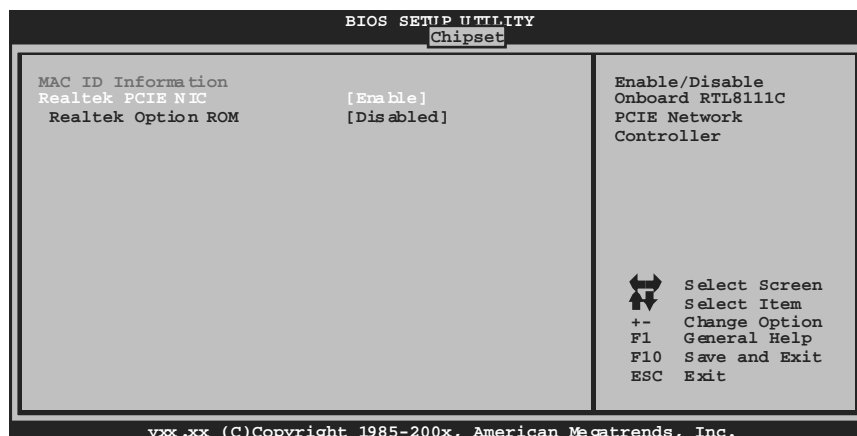 BIOS SETUP UTILITY
Chipset
MAC ID Information
Realtek PCIE NIC [Enable]
Realtek Option ROM [Disabled]
Enable/Disable
Onboard RTL8111C
PCIE Network
Controller
Select Screen
Select Item
+- Change Option
F1 General Help
F10 Save and Exit
ESC Exit
vxx.xx (C)Copyright 1985-200x, American Megatrends, Inc.